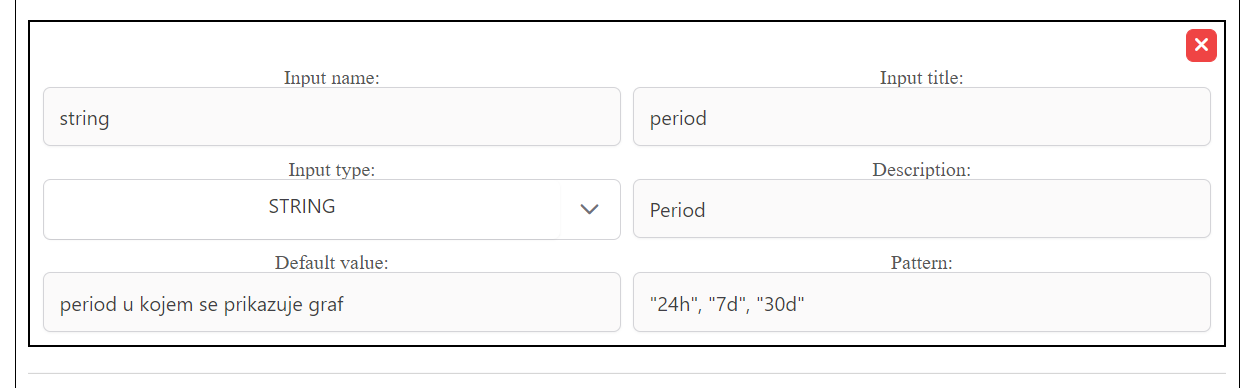 Input name:
Input title:
string
period
Input type:
Description:
STRING
Period
Default value:
Pattern:
period u kojem se prikazuje graf
"24h", "7d", "30d"